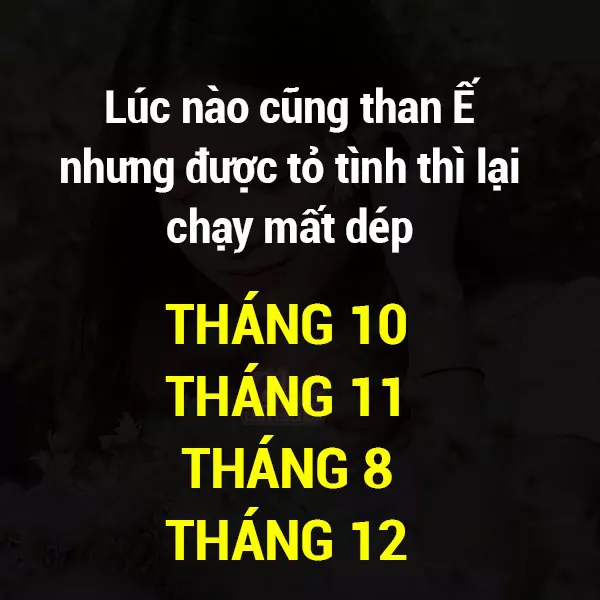 Lúc nào cũng than Ế
nhưng được tỏ tình thì lại
chạy mất dép
THÁNG 10
THÁNG 11
THÁNG 8
THÁNG 12